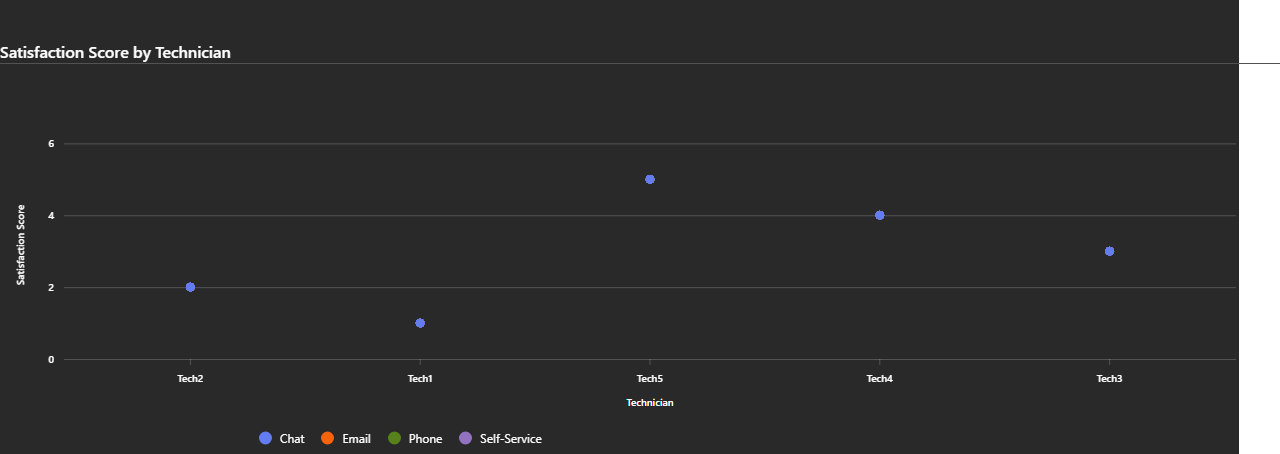 Satisfaction Score by Technician
6
4
2
0
Satisfaction Score
Tech2 Tech1 Tech5 Tech4 Tech3
Technician
Chat Email Phone Self-Service